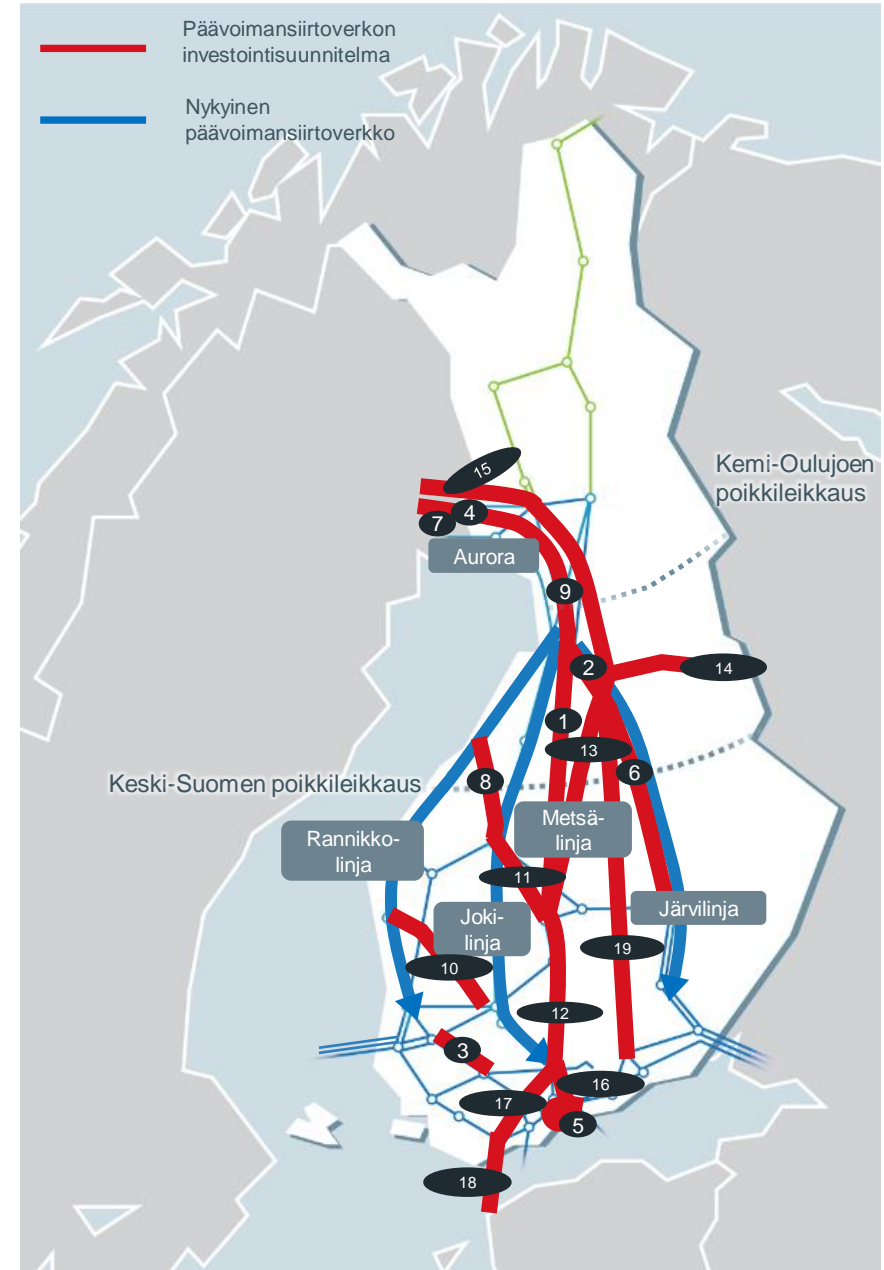 Päävoimansiirtoverkon
investointisuunnitelma
Nykyinen
päävoimansiirtoverkko
Kemi-Oulujoen
poikkileikkaus
15
4
7
Aurora
9
2
14
1
13
6
Keski-Suomen poikkileikkaus
8
Metsä-
linja
Rannikko-
linja
11
Joki-
linja
Järvilinja
10
19
12
3
16
17
5
18